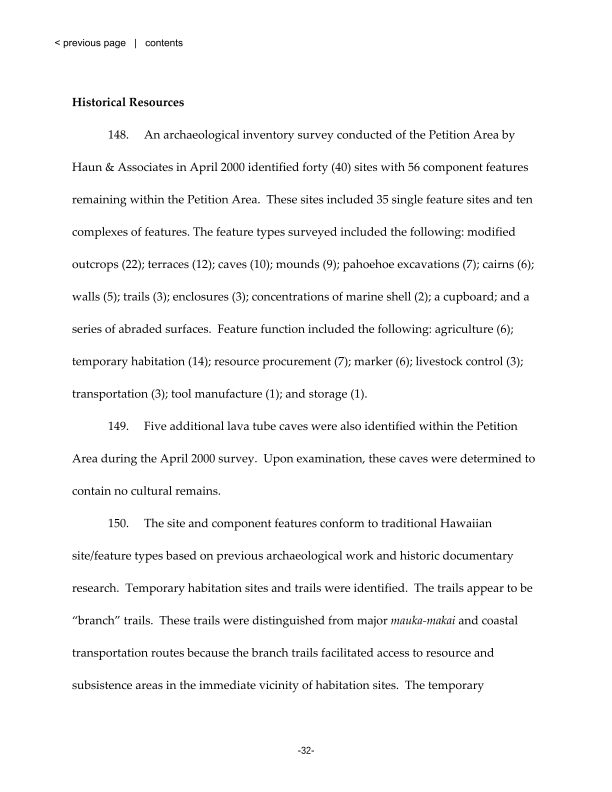 < previous page | contents
Historical Resources
148. An archaeological inventory survey conducted of the Petition Area by
Haun & Associates in April 2000 identified forty (40) sites with 56 component features
remaining within the Petition Area. These sites included 35 single feature sites and ten
complexes of features. The feature types surveyed included the following: modified
outcrops (22); terraces (12); caves (10); mounds (9); pahoehoe excavations (7); cairns (6);
walls (5); trails (3); enclosures (3); concentrations of marine shell (2); a cupboard; and a
series of abraded surfaces. Feature function included the following: agriculture (6);
temporary habitation (14); resource procurement (7); marker (6); livestock control (3);
transportation (3); tool manufacture (1); and storage (1).
149. Five additional lava tube caves were also identified within the Petition
Area during the April 2000 survey. Upon examination, these caves were determined to
contain no cultural remains.
150. The site and component features conform to traditional Hawaiian
site/feature types based on previous archaeological work and historic documentary
research. Temporary habitation sites and trails were identified. The trails appear to be
“branch” trails. These trails were distinguished from major mauka-makai and coastal
transportation routes because the branch trails facilitated access to resource and
subsistence areas in the immediate vicinity of habitation sites. The temporary
-32-